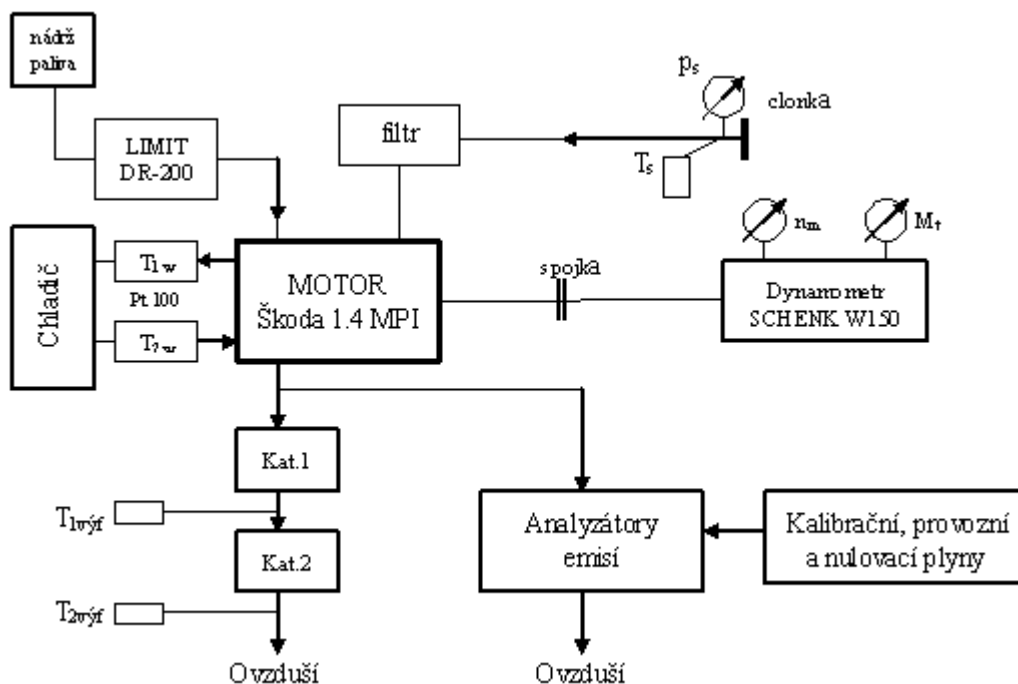 nádrž
paliva
LIMIT
DR-200
filtr
pₛ
clonka
Tₛ
nₘ
Mₜ
Chladič
T₁w
Pt 100
T₂w
MOTOR
Škoda 1.4 MPI
spojka
Dynamometr
SCHENK W150
Kat.1
T₁výf
Kat.2
T₂výf
Ovzduší
Analyzátory
emisí
Kalibrační, provozní
a nulovací plyny
Ovzduší